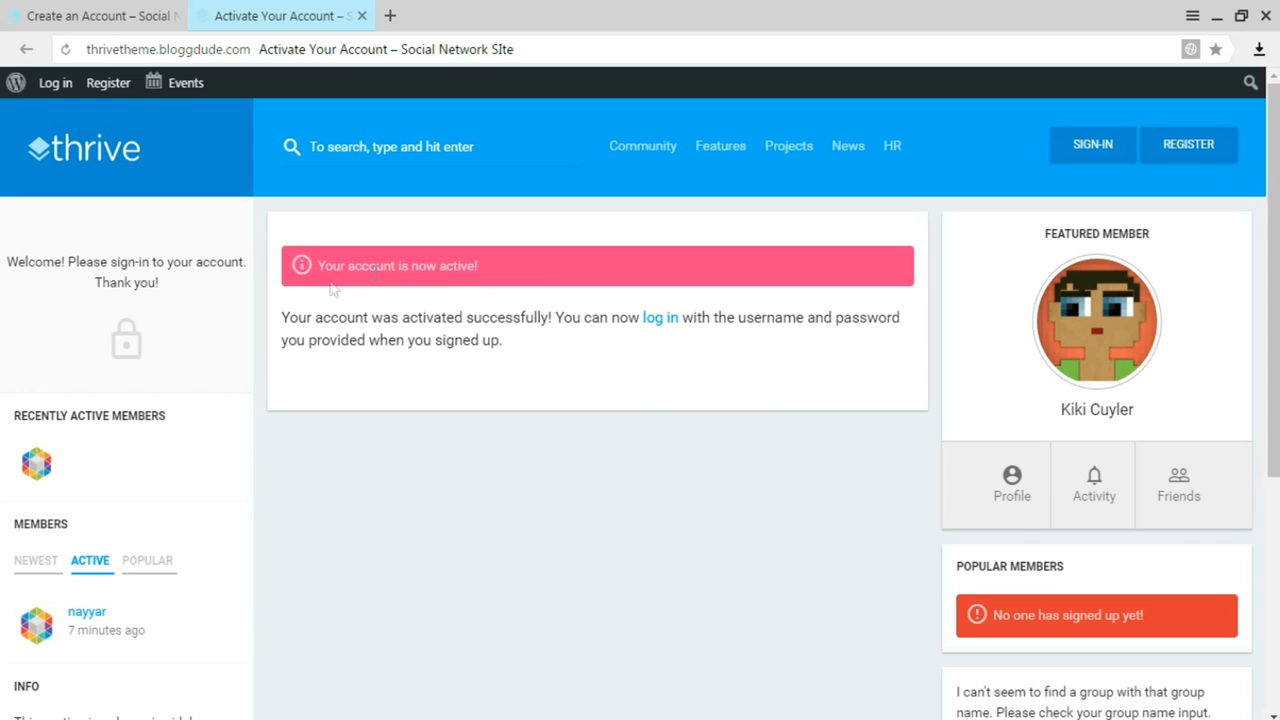 Create an Account – Social N
Activate Your Account – S
thrivetheme.bloggdude.com Activate Your Account – Social Network SIte
Log in Register Events
thrive
To search, type and hit enter
Community Features Projects News HR
SIGN-IN REGISTER
Welcome! Please sign-in to your account.
Thank you!
RECENTLY ACTIVE MEMBERS
MEMBERS
NEWEST ACTIVE POPULAR
nayyar
7 minutes ago
INFO
Your account is now active!
Your account was activated successfully! You can now log in with the username and password
you provided when you signed up.
FEATURED MEMBER
Kiki Cuyler
Profile Activity Friends
POPULAR MEMBERS
No one has signed up yet!
I can't seem to find a group with that group
name. Please check your group name input.